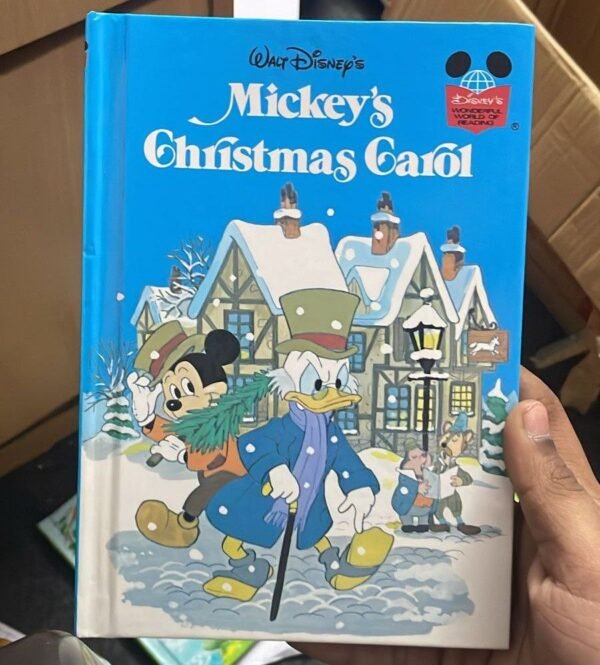 Walt Disney's
Mickey's
Christmas Carol
DISNEY'S
WONDERFUL
WORLD OF
READING
®